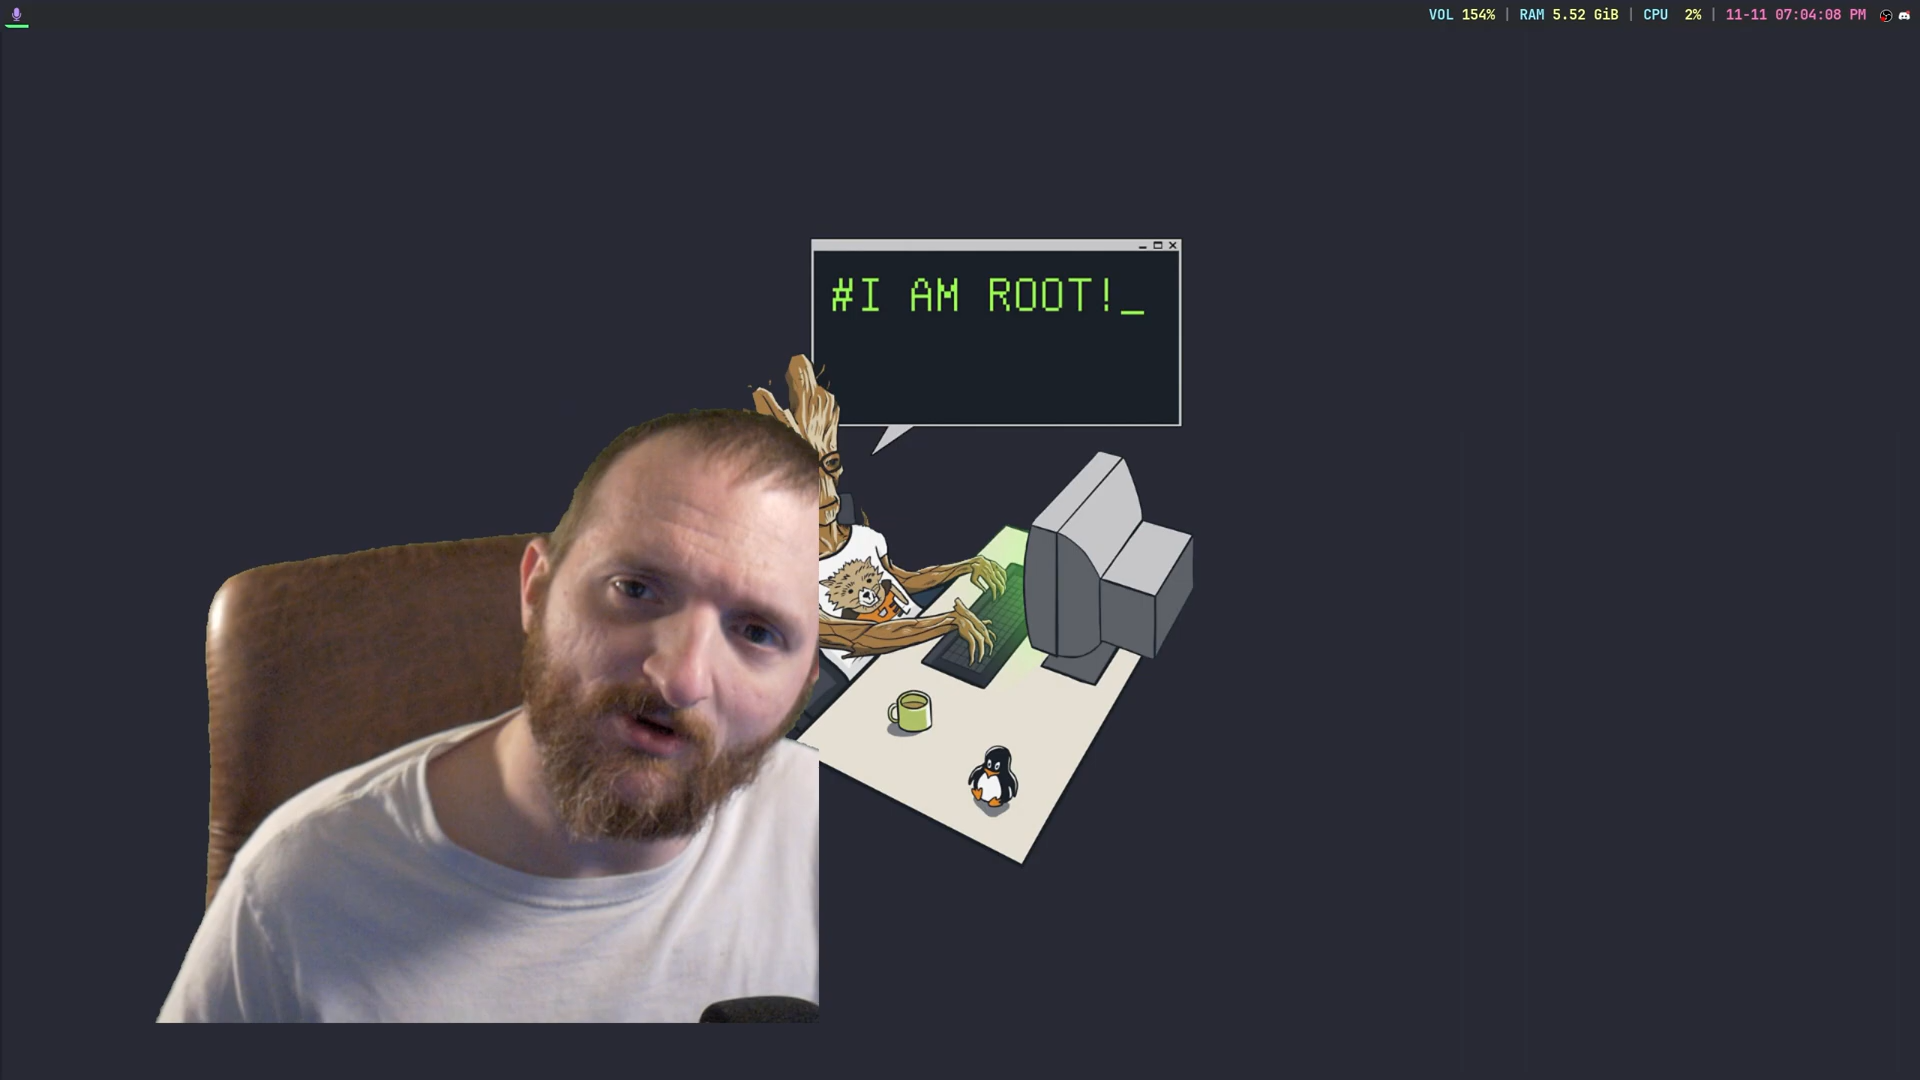 VOL 154% | RAM 5.52 GiB | CPU 2% | 11-11 07:04:08 PM
#I AM ROOT!_